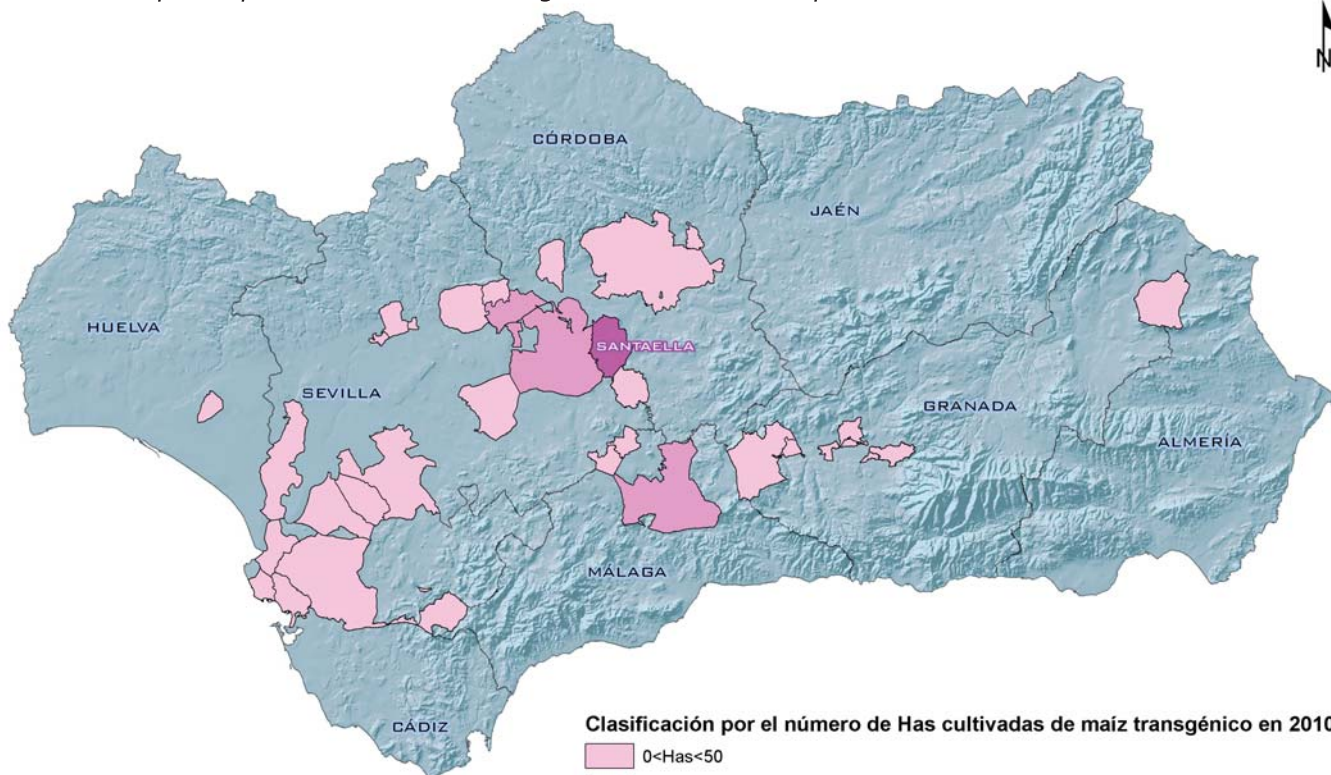 N
CÓRDOBA
JAÉN
HUELVA
SANTAELLA
SEVILLA
GRANADA
ALMERÍA
MÁLAGA
CÁDIZ
Clasificación por el número de Has cultivadas de maíz transgénico en 2010
0<Has<50